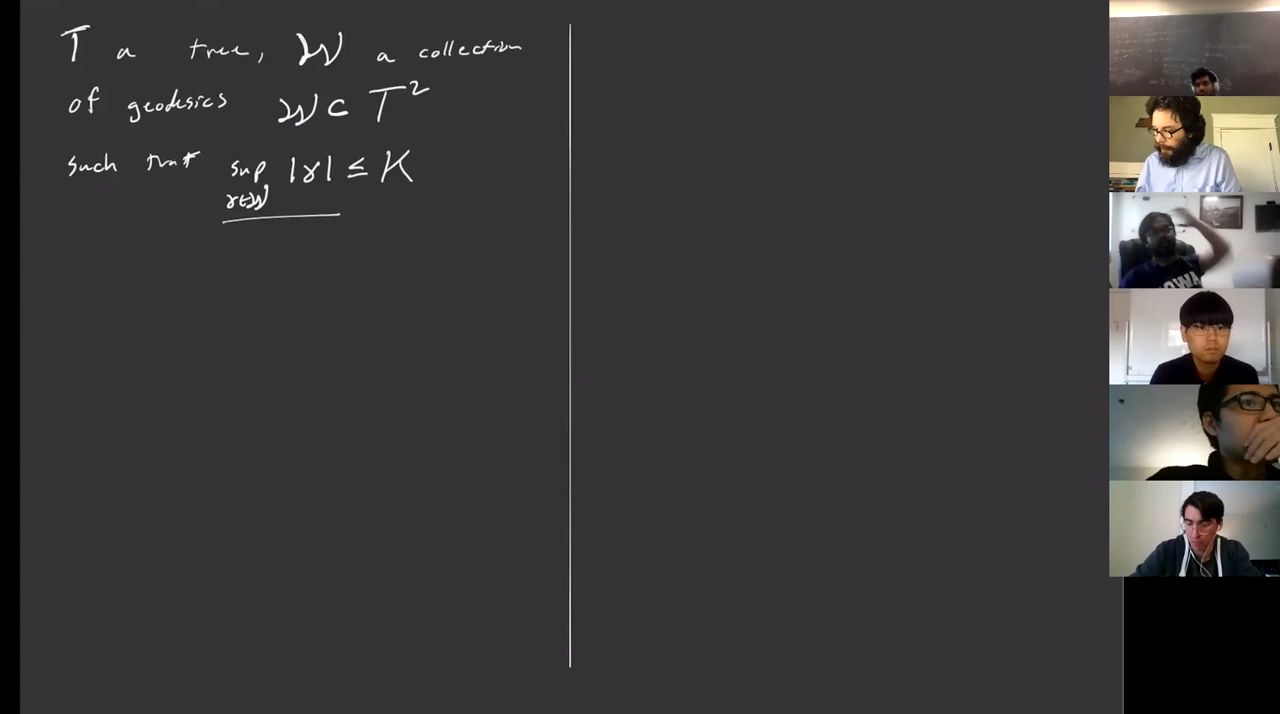 T a tree, W a collection
of geodesics W ⊂ T²
such that sup |γ| ≤ K
γ∈W